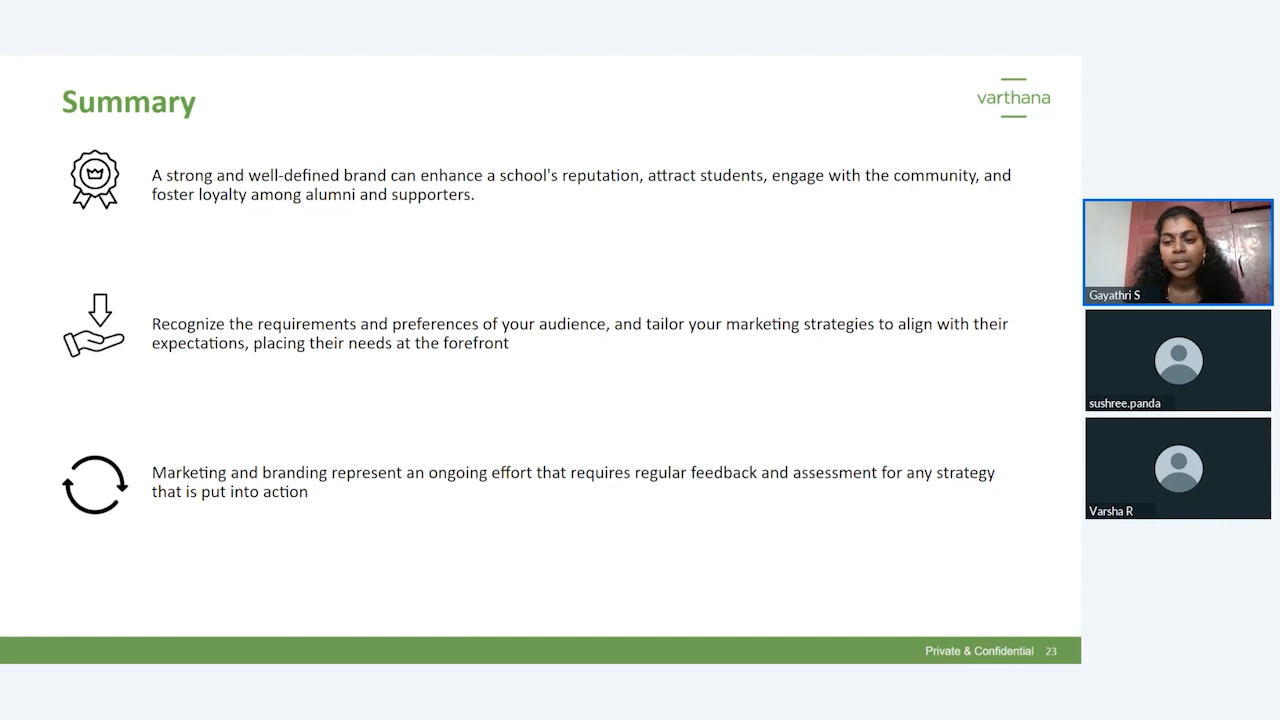 Summary
varthana
A strong and well-defined brand can enhance a school's reputation, attract students, engage with the community, and
foster loyalty among alumni and supporters.
Recognize the requirements and preferences of your audience, and tailor your marketing strategies to align with their
expectations, placing their needs at the forefront
Marketing and branding represent an ongoing effort that requires regular feedback and assessment for any strategy
that is put into action
Private & Confidential 23
Gayathri S
sushree.panda
Varsha R